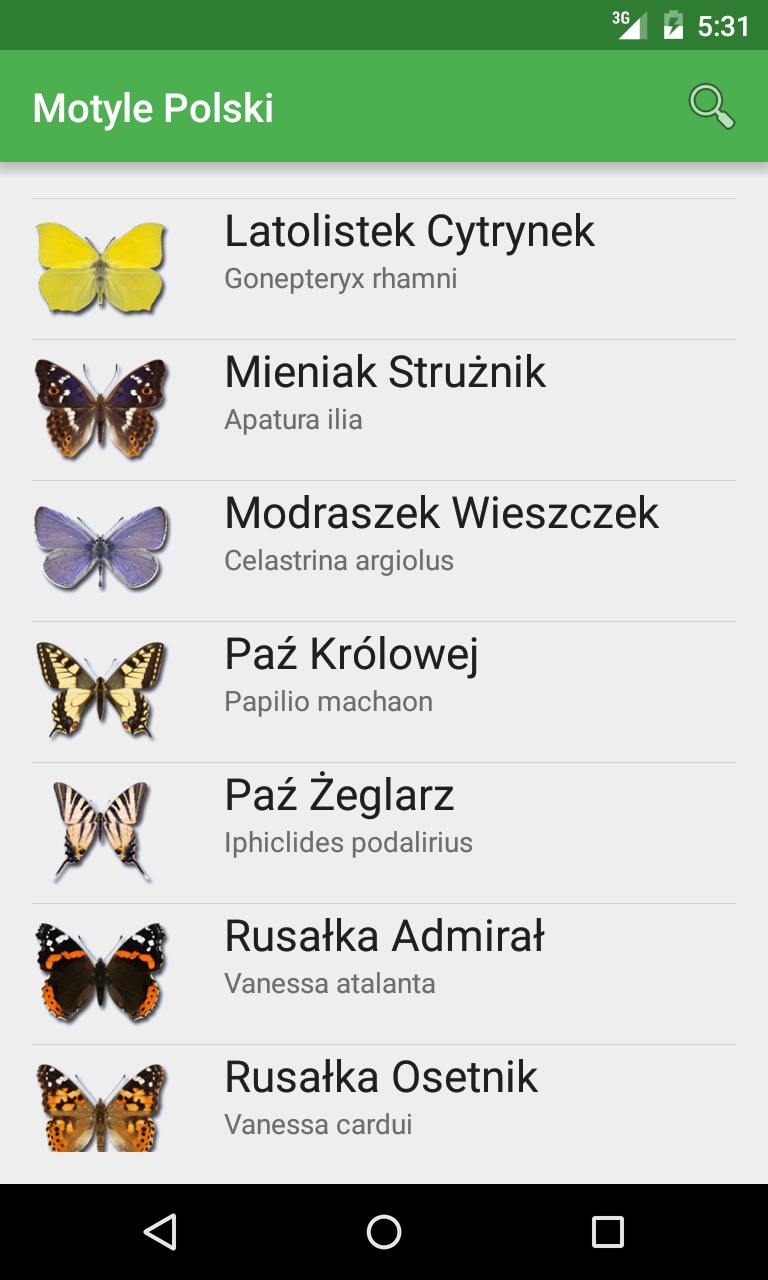 3G
5:31
Motyle Polski
Latolistek Cytrynek
Gonepteryx rhamni
Mieniak Strużnik
Apatura ilia
Modraszek Wieszczek
Celastrina argiolus
Paź Królowej
Papilio machaon
Paź Żeglarz
Iphiclides podalirius
Rusałka Admirał
Vanessa atalanta
Rusałka Osetnik
Vanessa cardui